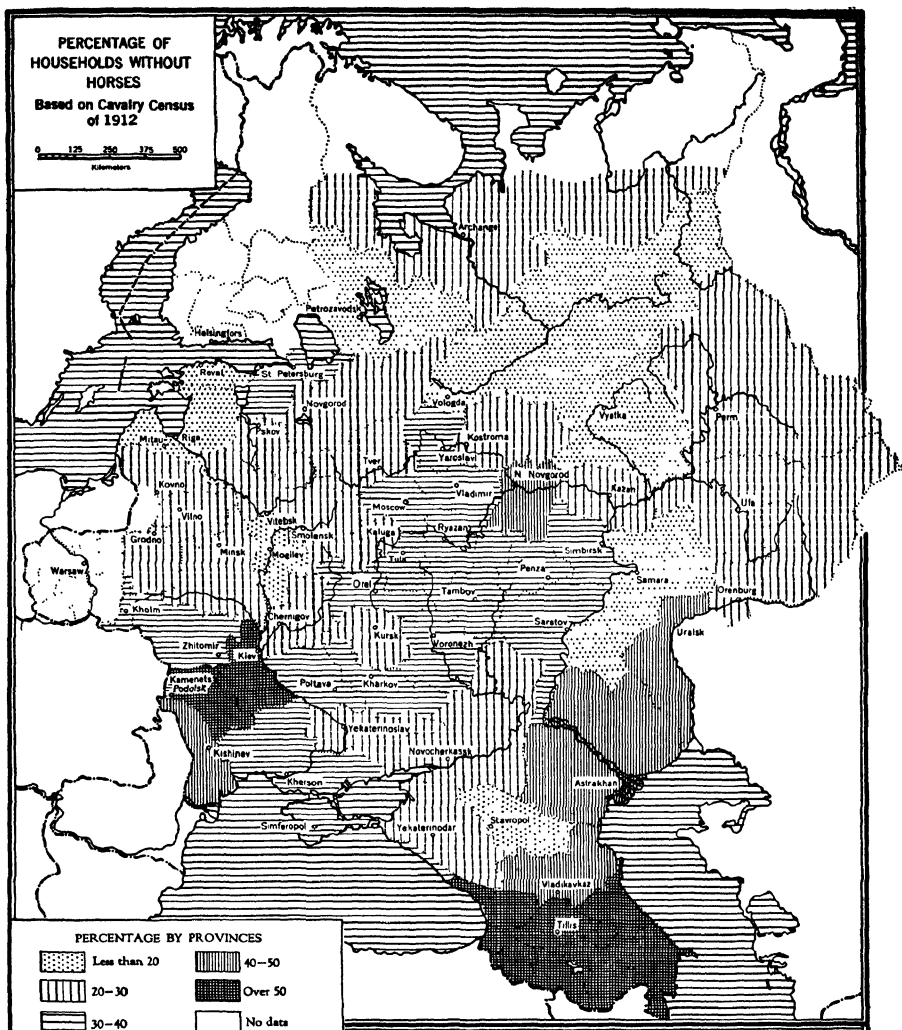 PERCENTAGE OF
HOUSEHOLDS WITHOUT
HORSES
Based on Cavalry Census
of 1912
0 125 250 375 500
Kilometers
Archange
Petrozavodsk
Helsingfors
Reval
St Petersburg
Novgorod
Vologda
Vyatka
Perm
Pskov
Mitau
Riga
Kostroma
Yaroslavl
Tver
N Novgorod
Kazan
Kovno
Vladimir
Moscow
Ufa
Vilno
Vitebsk
Smolensk
Kaluga
Ryazan
Grodno
Minsk
Mogilev
Tula
Simbirsk
Warsaw
Penza
Samara
Orel
Tambov
Orenburg
Kholm
Chernigov
Saratov
Kursk
Uralsk
Zhitomir
Kiev
Voronezh
Kamenets
Podolsk
Poltava
Kharkov
Yekaterinoslav
Kishinev
Novocherkassk
Kherson
Astrakhan
Simferopol
Yekaterinodar
Stavropol
Vladikavkaz
Tiflis
PERCENTAGE BY PROVINCES
Less than 20
40–50
20–30
Over 50
30–40
No data